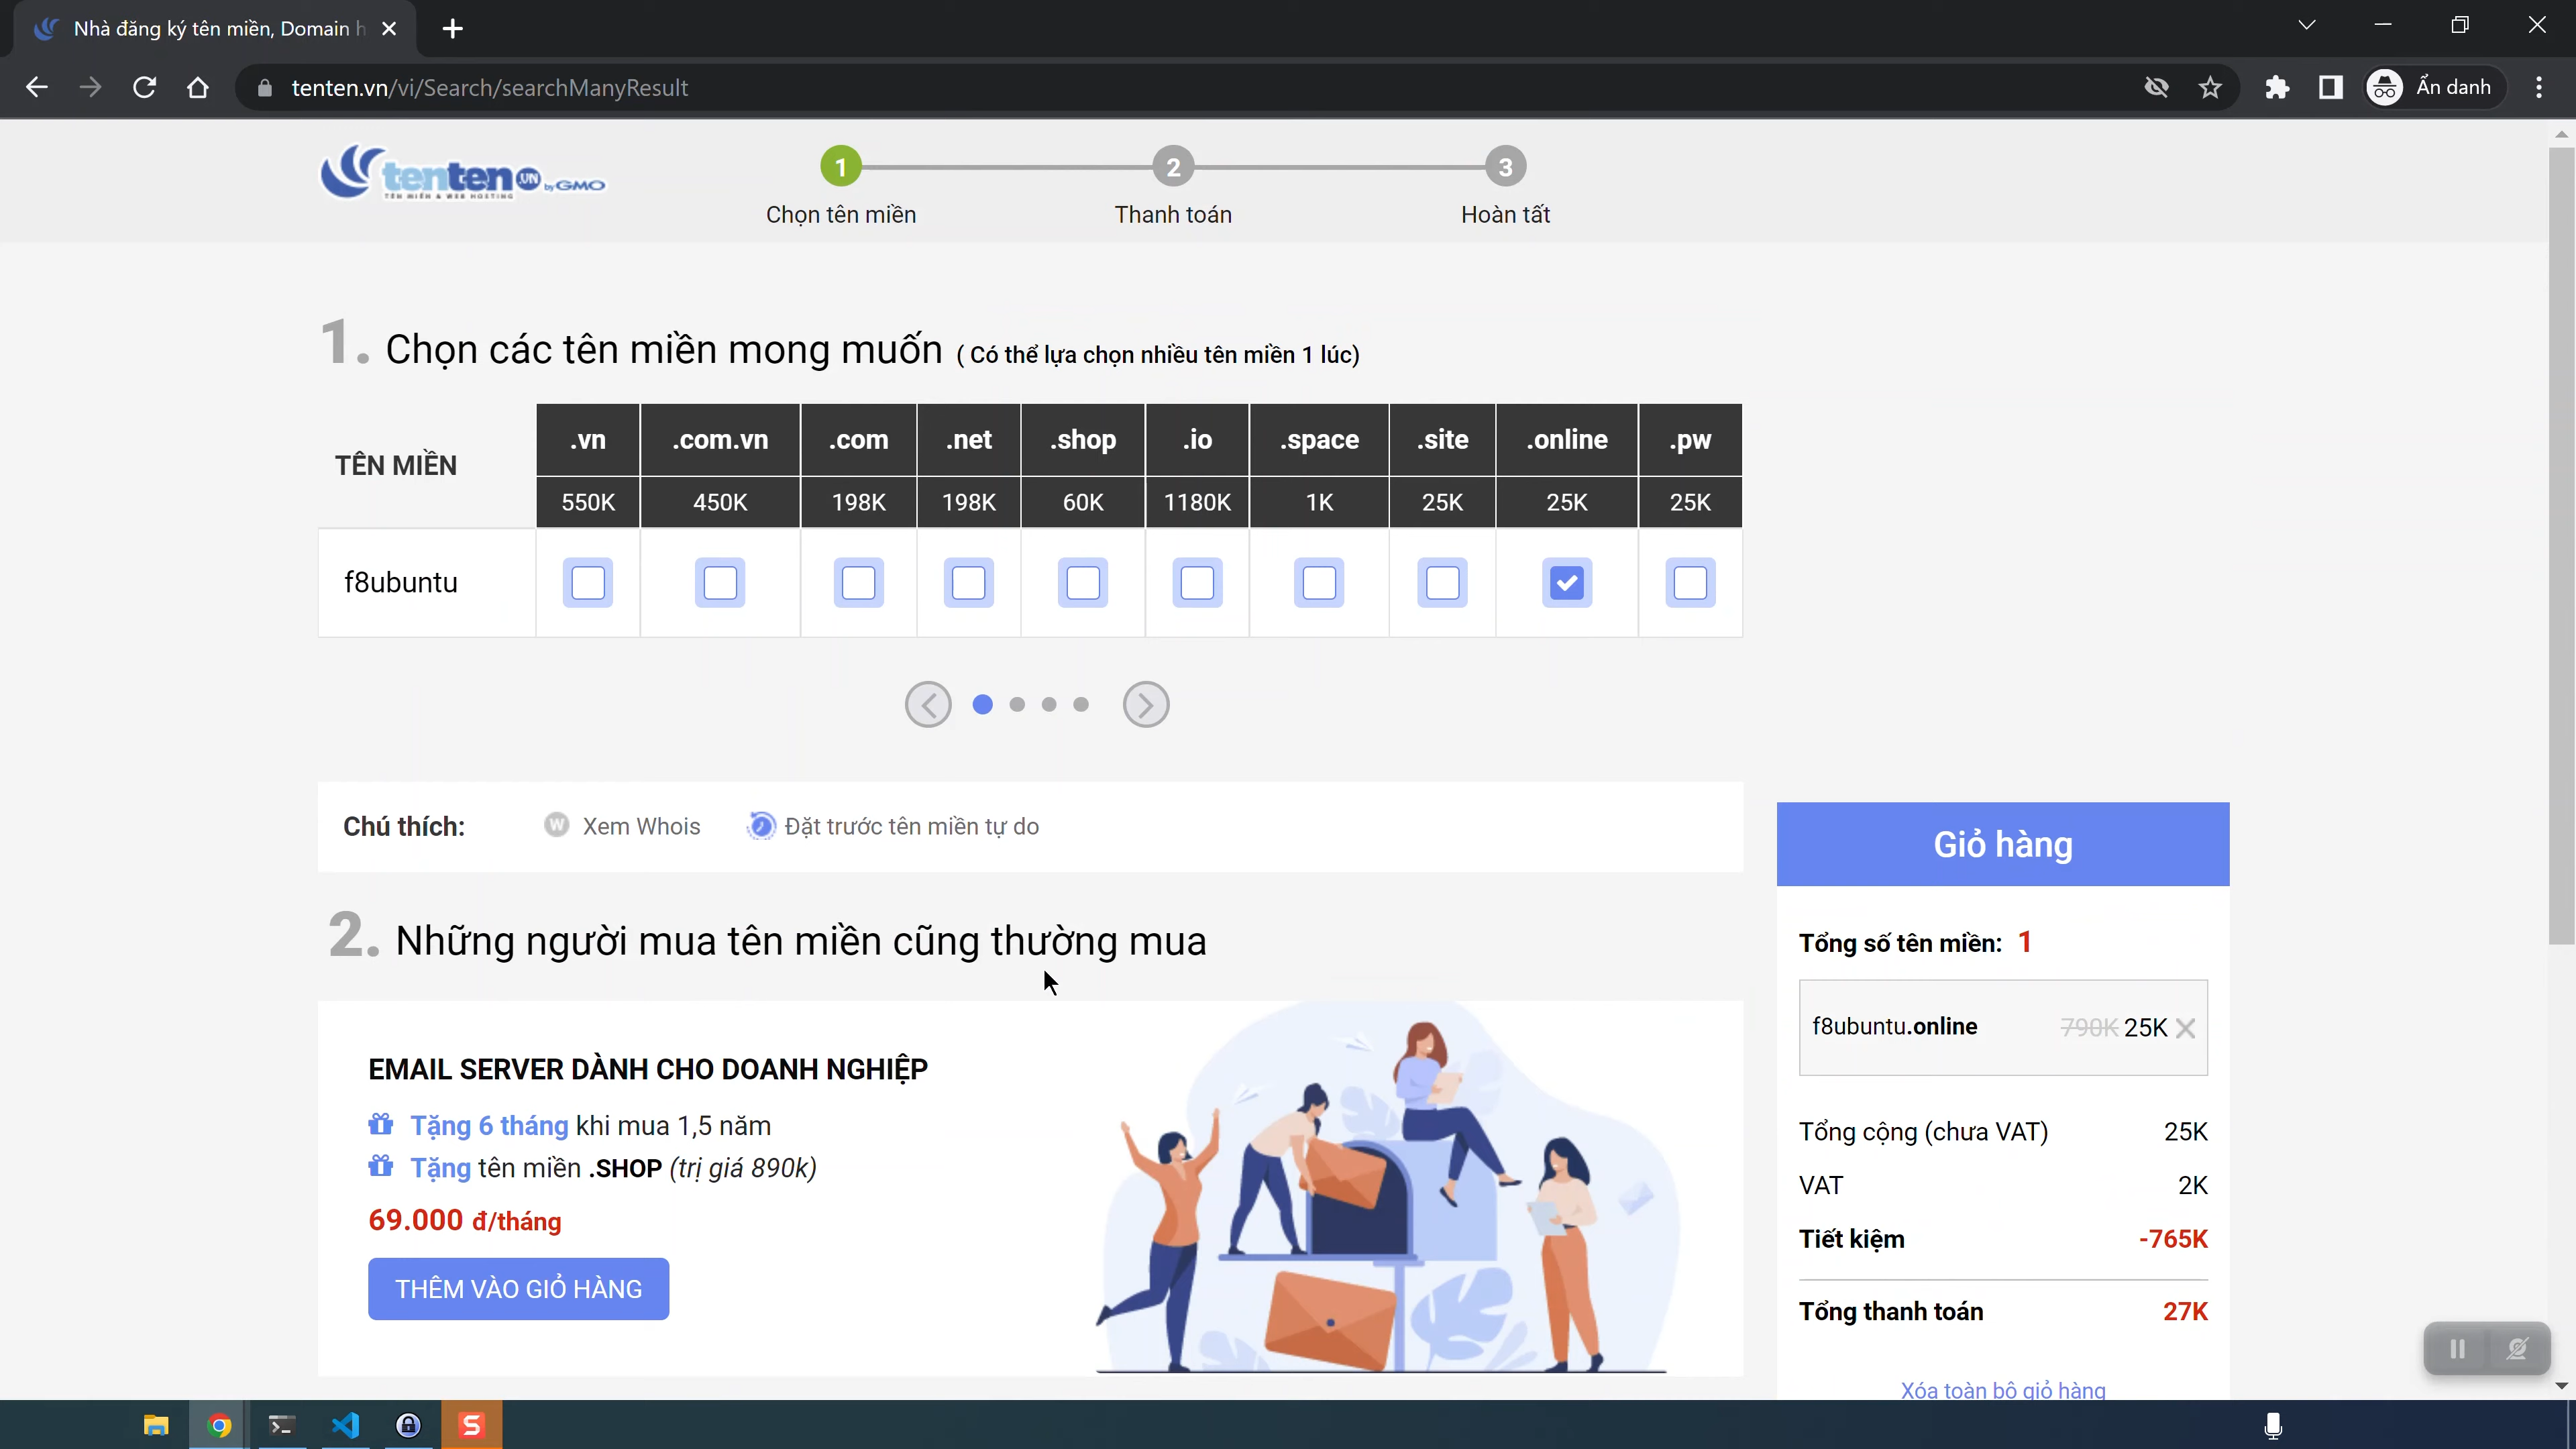 Nhà đăng ký tên miền, Domain h
tenten.vn/vi/Search/searchManyResult
Ẩn danh
tenten.vn by GMO
TÊN MIỀN & WEB HOSTING
1 2 3
Chọn tên miền Thanh toán Hoàn tất
1. Chọn các tên miền mong muốn ( Có thể lựa chọn nhiều tên miền 1 lúc)
TÊN MIỀN .vn .com.vn .com .net .shop .io .space .site .online .pw
550K 450K 198K 198K 60K 1180K 1K 25K 25K 25K
f8ubuntu
Chú thích: W Xem Whois Đặt trước tên miền tự do
2. Những người mua tên miền cũng thường mua
EMAIL SERVER DÀNH CHO DOANH NGHIỆP
Tặng 6 tháng khi mua 1,5 năm
Tặng tên miền .SHOP (trị giá 890k)
69.000 đ/tháng
THÊM VÀO GIỎ HÀNG
Giỏ hàng
Tổng số tên miền: 1
f8ubuntu.online 790K 25K
Tổng cộng (chưa VAT) 25K
VAT 2K
Tiết kiệm -765K
Tổng thanh toán 27K
Xóa toàn bộ giỏ hàng
S